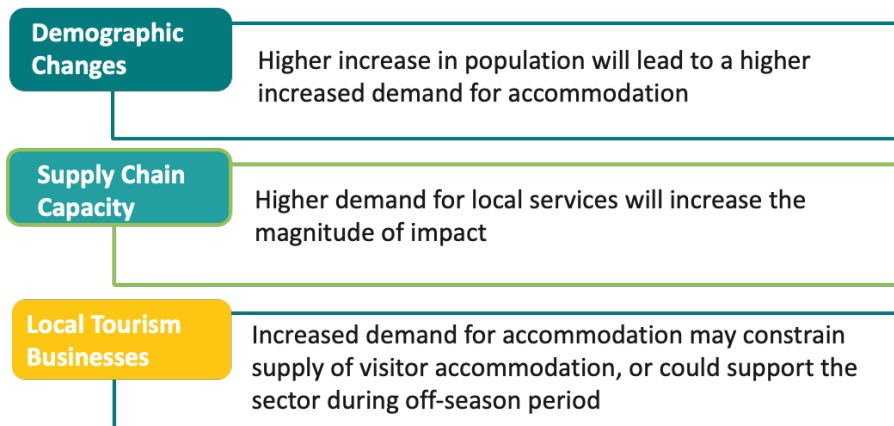 Demographic
Changes
Higher increase in population will lead to a higher
increased demand for accommodation
Supply Chain
Capacity
Higher demand for local services will increase the
magnitude of impact
Local Tourism
Businesses
Increased demand for accommodation may constrain
supply of visitor accommodation, or could support the
sector during off-season period